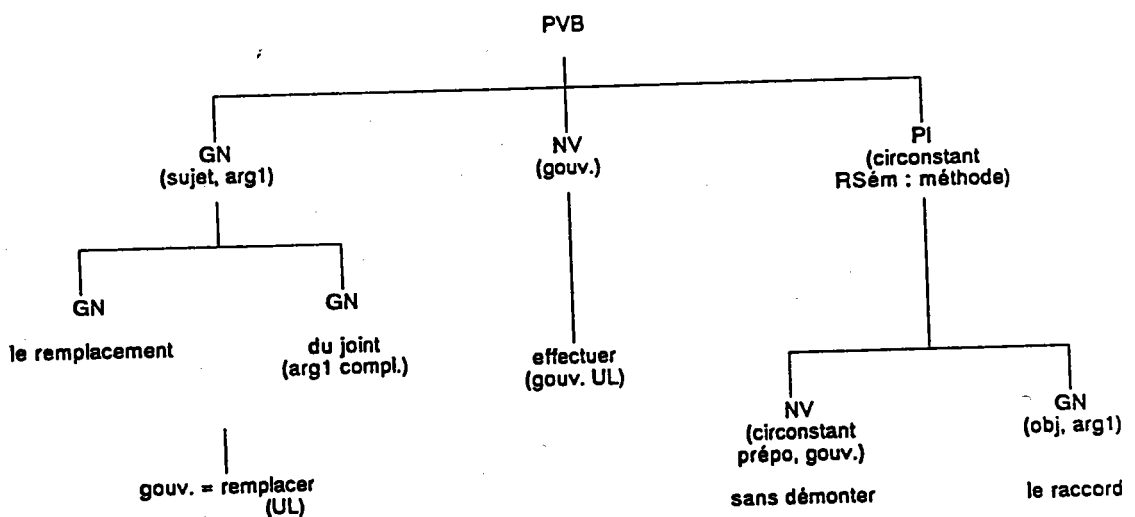 PVB
GN
(sujet, arg1)
NV
(gouv.)
PI
(circonstant
RSém : méthode)
GN
le remplacement
GN
du joint
(arg1 compl.)
effectuer
(gouv. UL)
NV
(circonstant
prépo, gouv.)
sans démonter
GN
(obj, arg1)
le raccord
gouv. = remplacer
(UL)